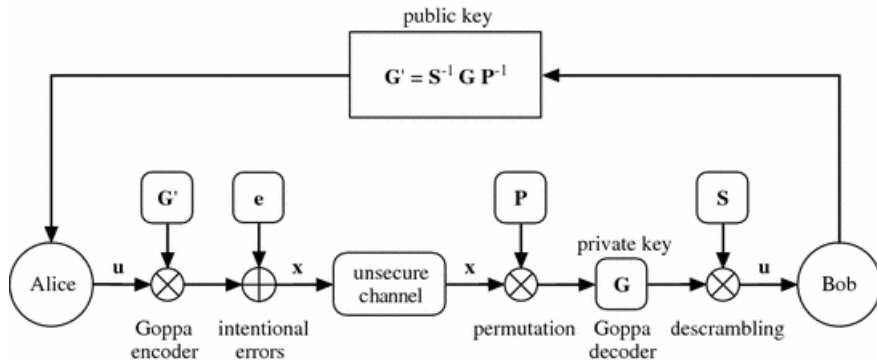 public key
G' = S⁻¹ G P⁻¹
G'
e
P
S
private key
Alice
u
x
unsecure
channel
x
G
u
Bob
Goppa
encoder
intentional
errors
permutation
Goppa
decoder
descrambling